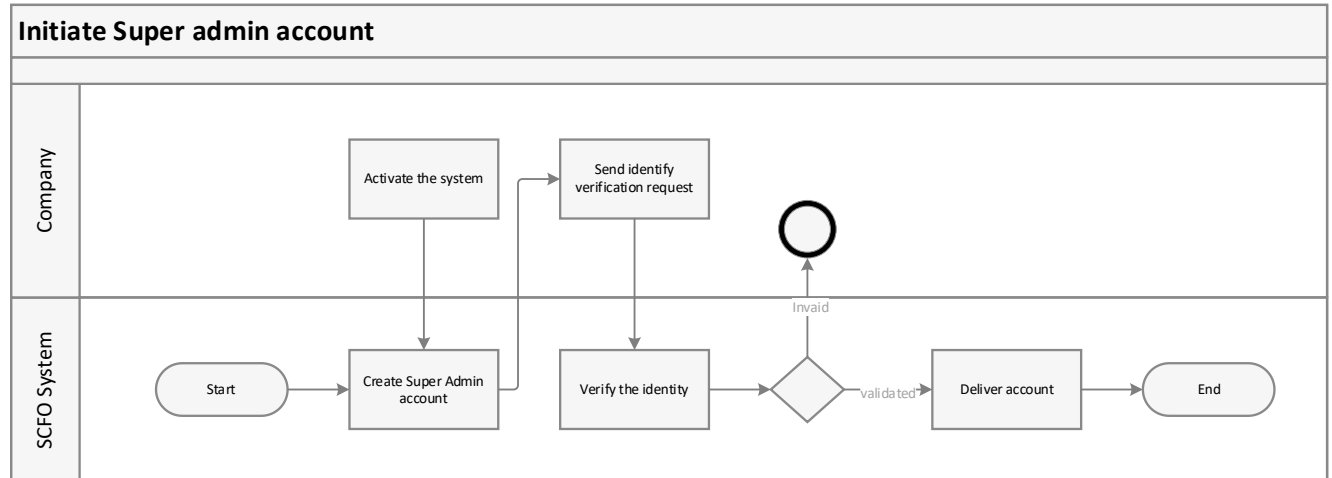 Initiate Super admin account
Company
Activate the system
Send identify
verification request
Invaid
SCFO System
Start
Create Super Admin
account
Verify the identity
validated
Deliver account
End